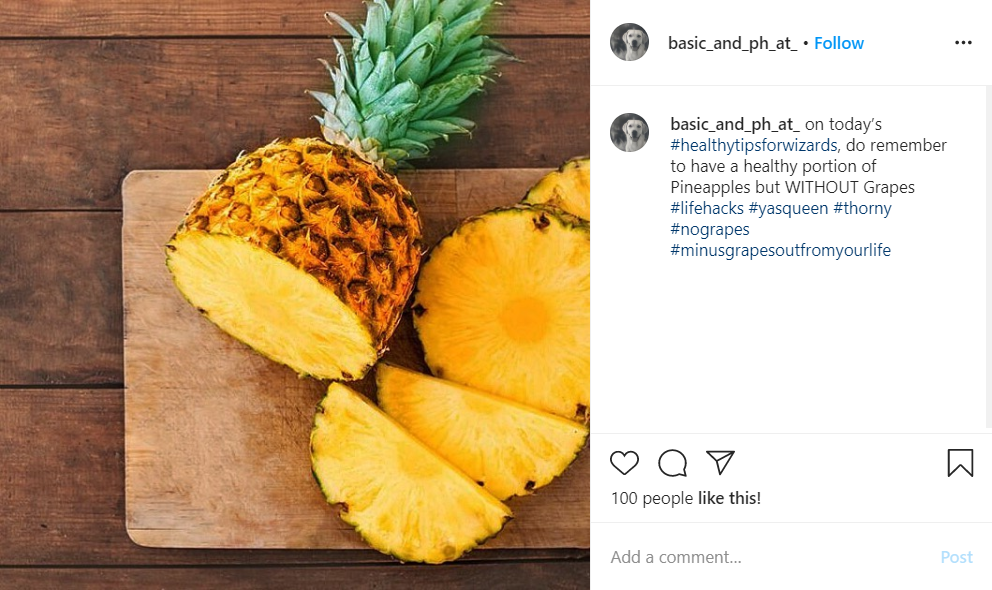 basic_and_ph_at_ • Follow
basic_and_ph_at_ on today's
#healthytipsforwizards, do remember
to have a healthy portion of
Pineapples but WITHOUT Grapes
#lifehacks #yasqueen #thorny
#nograpes
#minusgrapesoutfromyourlife
100 people like this!
Add a comment... Post